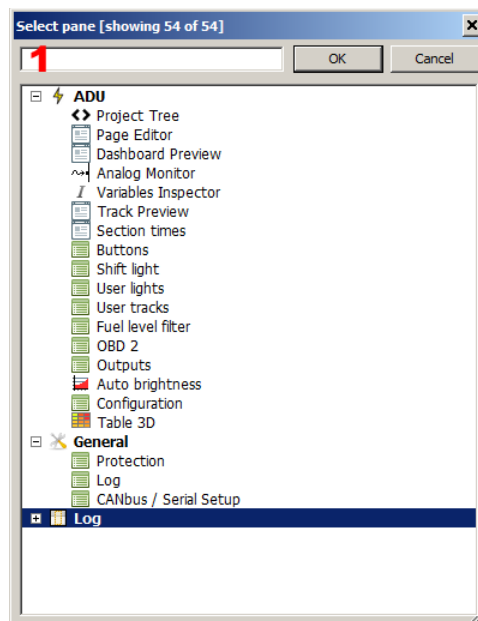 Select pane [showing 54 of 54]
1
OK
Cancel
ADU
Project Tree
Page Editor
Dashboard Preview
Analog Monitor
Variables Inspector
Track Preview
Section times
Buttons
Shift light
User lights
User tracks
Fuel level filter
OBD 2
Outputs
Auto brightness
Configuration
Table 3D
General
Protection
Log
CANbus / Serial Setup
Log